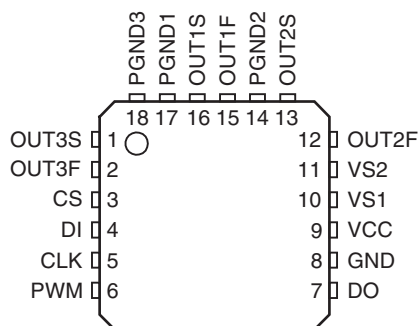 PGND3 PGND1 OUT1S OUT1F PGND2 OUT2S
18 17 16 15 14 13
OUT3S 1 12 OUT2F
OUT3F 2 11 VS2
CS 3 10 VS1
DI 4 9 VCC
CLK 5 8 GND
PWM 6 7 DO